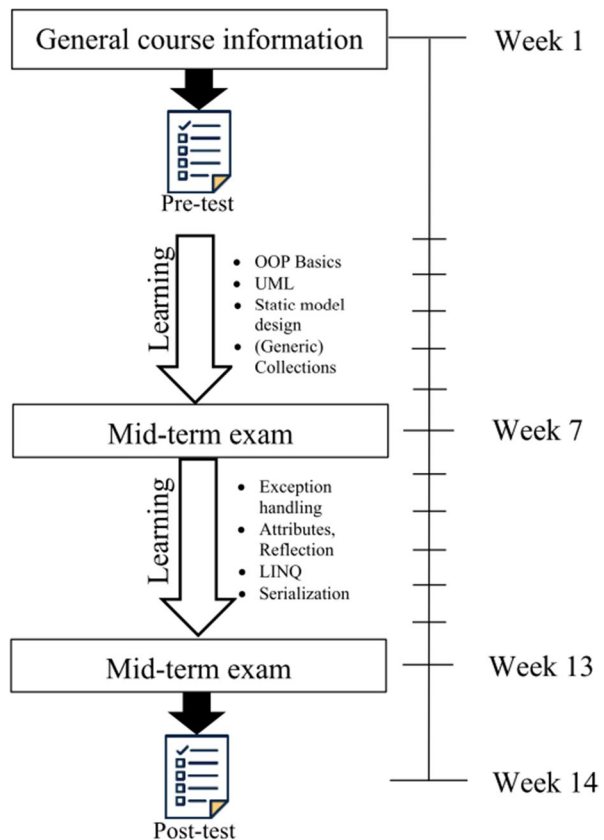 General course information
Week 1
Pre-test
Learning
• OOP Basics
• UML
• Static model
design
• (Generic)
Collections
Mid-term exam
Week 7
Learning
• Exception
handling
• Attributes,
Reflection
• LINQ
• Serialization
Mid-term exam
Week 13
Week 14
Post-test